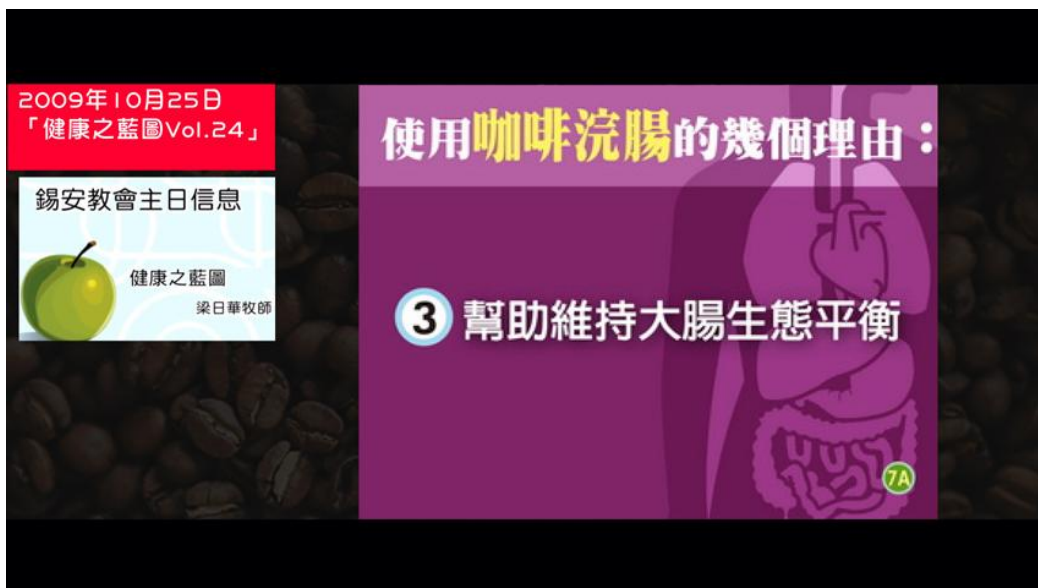 2009年10月25日
「健康之藍圖Vol.24」
錫安教會主日信息
健康之藍圖
梁日華牧師
使用咖啡浣腸的幾個理由：
3 幫助維持大腸生態平衡
7A